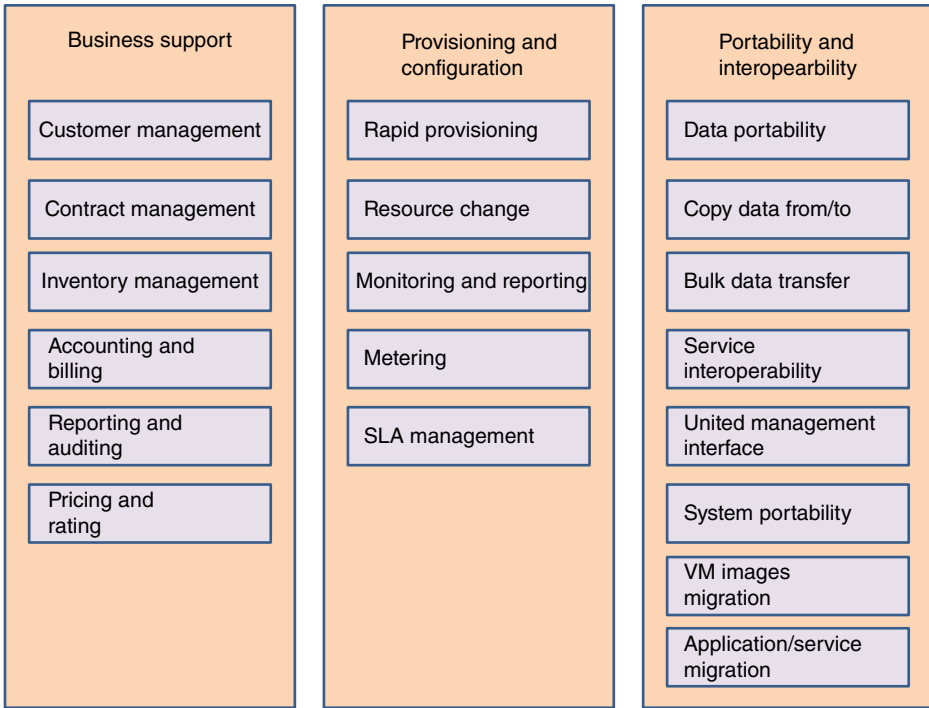 Business support
Customer management
Contract management
Inventory management
Accounting and
billing
Reporting and
auditing
Pricing and
rating
Provisioning and
configuration
Rapid provisioning
Resource change
Monitoring and reporting
Metering
SLA management
Portability and
interopearbility
Data portability
Copy data from/to
Bulk data transfer
Service
interoperability
United management
interface
System portability
VM images
migration
Application/service
migration